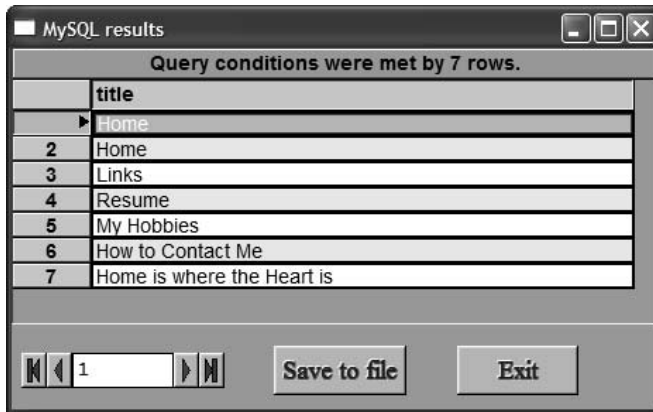 MySQL results
Query conditions were met by 7 rows.
title
Home
2 Home
3 Links
4 Resume
5 My Hobbies
6 How to Contact Me
7 Home is where the Heart is
1 Save to file Exit